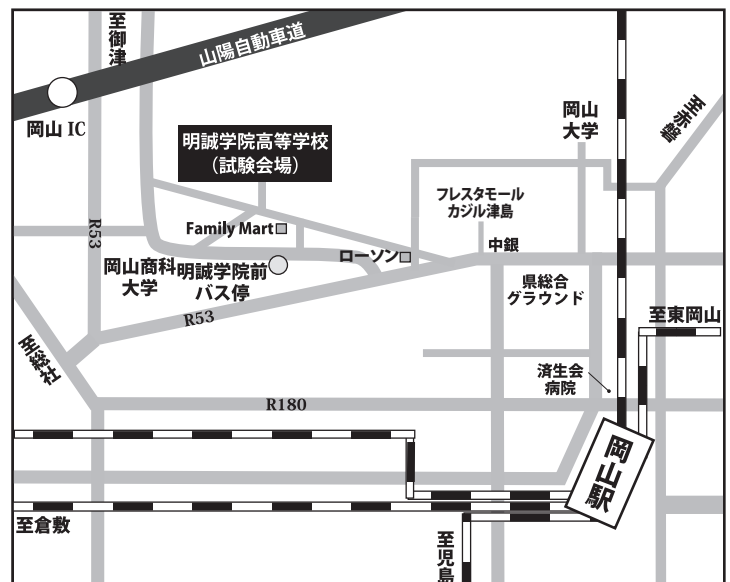 至御津
山陽自動車道
岡山 IC
明誠学院高等学校
（試験会場）
岡山
大学
至赤磐
フレスタモール
カジル津島
R53
Family Mart
ローソン
中銀
岡山商科
大学
明誠学院前
バス停
県総合
グラウンド
R53
至東岡山
至総社
済生会
病院
R180
岡山駅
至倉敷
至児島